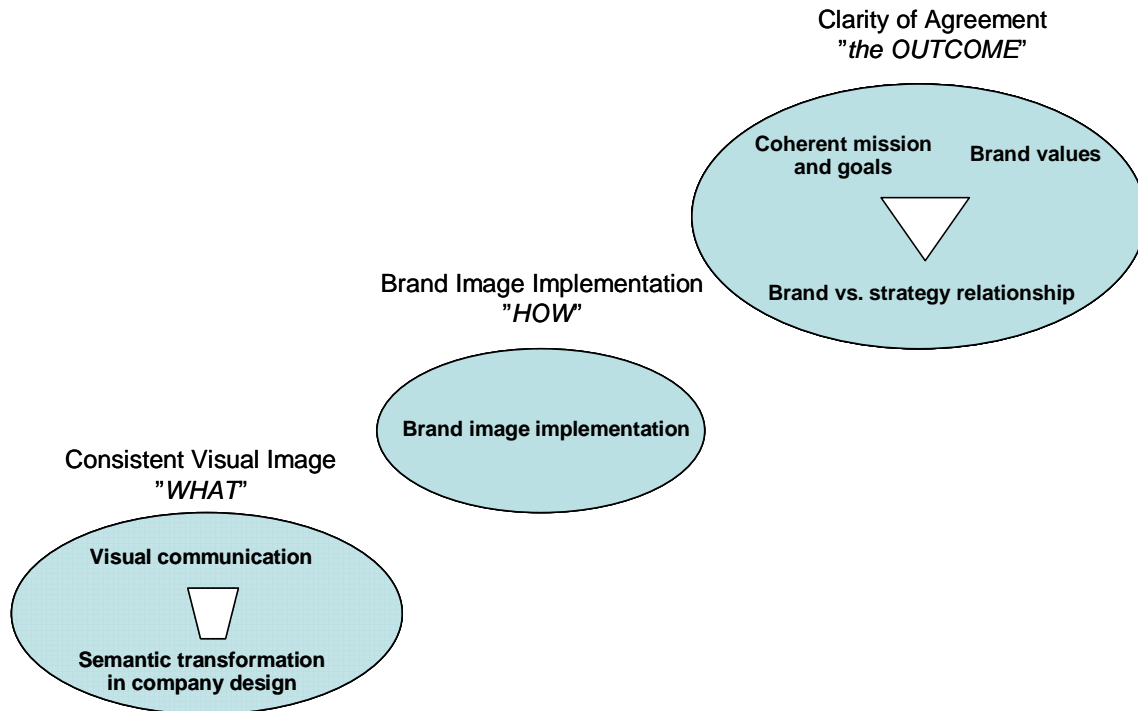 Clarity of Agreement
”the OUTCOME”
Coherent mission
and goals
Brand values
Brand vs. strategy relationship
Brand Image Implementation
”HOW”
Brand image implementation
Consistent Visual Image
”WHAT”
Visual communication
Semantic transformation
in company design